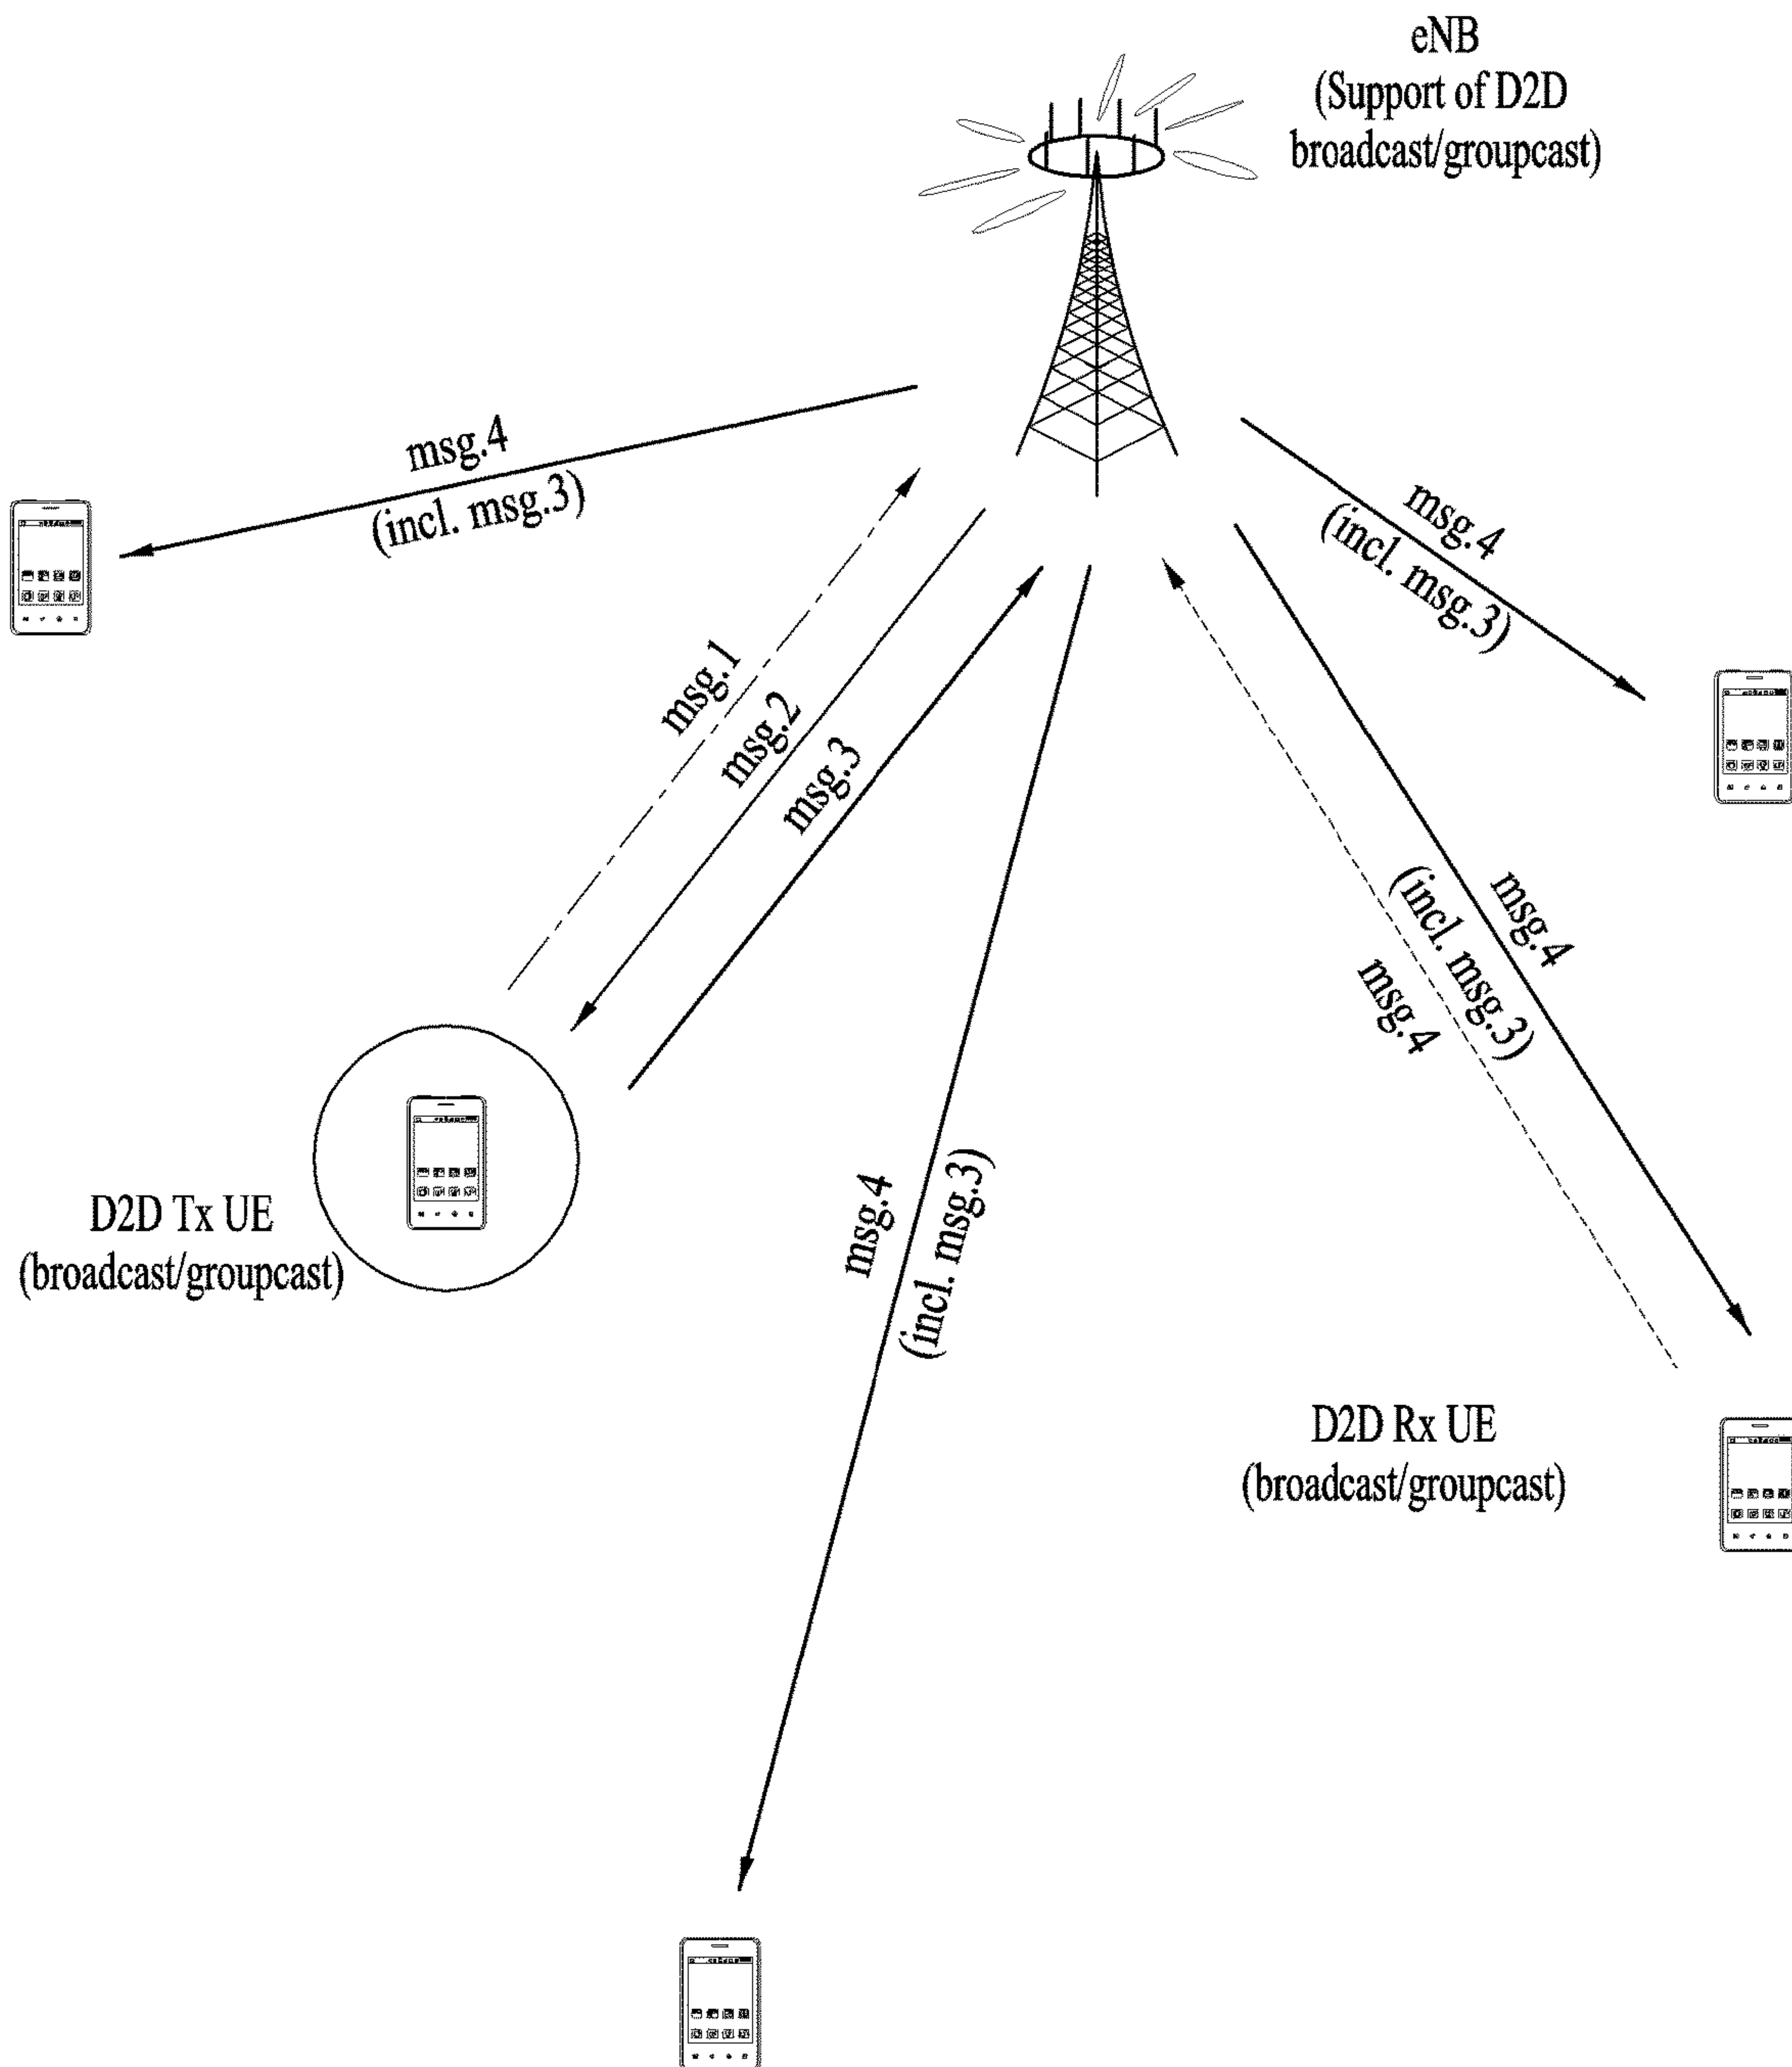 eNB
(Support of D2D
broadcast/groupcast)
msg.4
(incl. msg.3)
msg.4
(incl. msg.3)
msg.1
msg.2
msg.3
msg.4
(incl. msg.3)
msg.4
msg.4
(incl. msg.3)
D2D Tx UE
(broadcast/groupcast)
D2D Rx UE
(broadcast/groupcast)